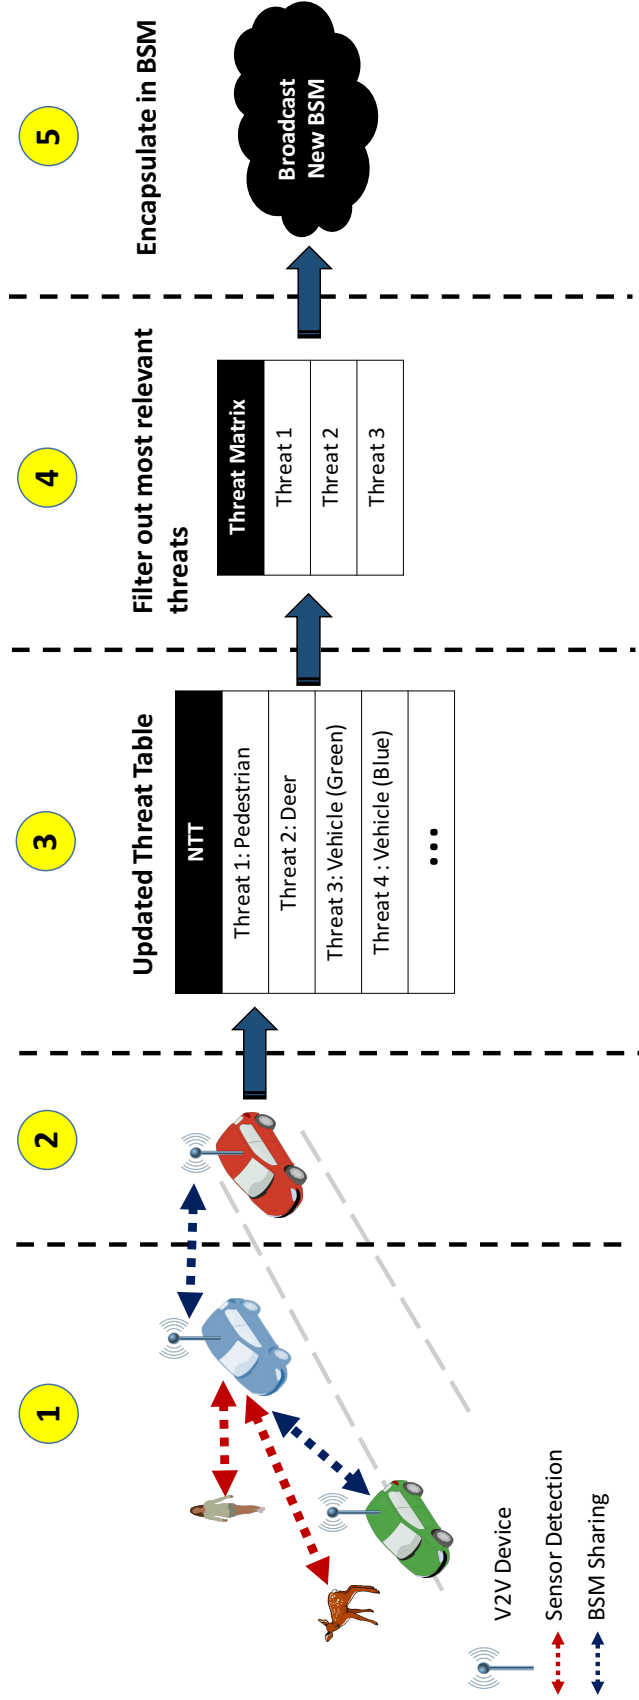 1
2
3
4
5
Updated Threat Table
NTT
Threat 1: Pedestrian
Threat 2: Deer
Threat 3: Vehicle (Green)
Threat 4 : Vehicle (Blue)
...
Filter out most relevant
threats
Threat Matrix
Threat 1
Threat 2
Threat 3
Encapsulate in BSM
Broadcast
New BSM
V2V Device
Sensor Detection
BSM Sharing